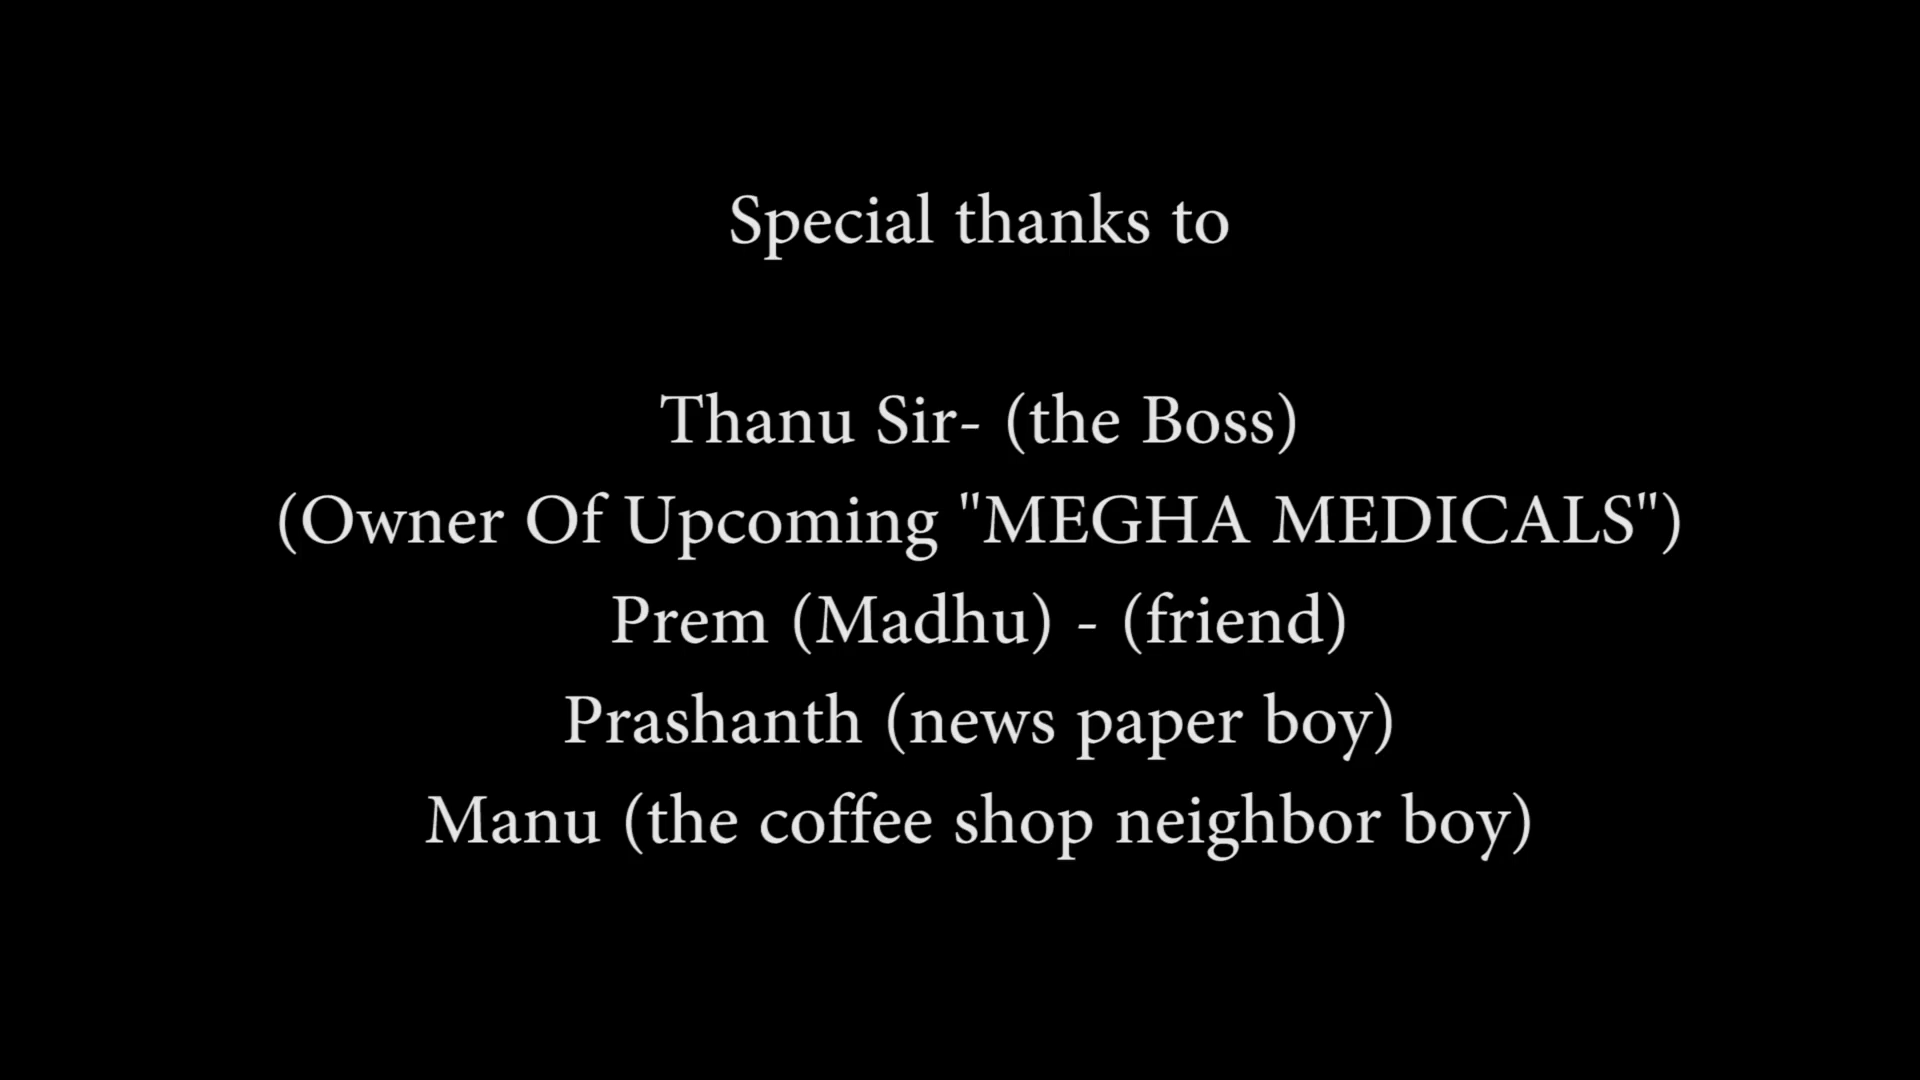 Special thanks to
Thanu Sir- (the Boss)
(Owner Of Upcoming "MEGHA MEDICALS")
Prem (Madhu) - (friend)
Prashanth (news paper boy)
Manu (the coffee shop neighbor boy)